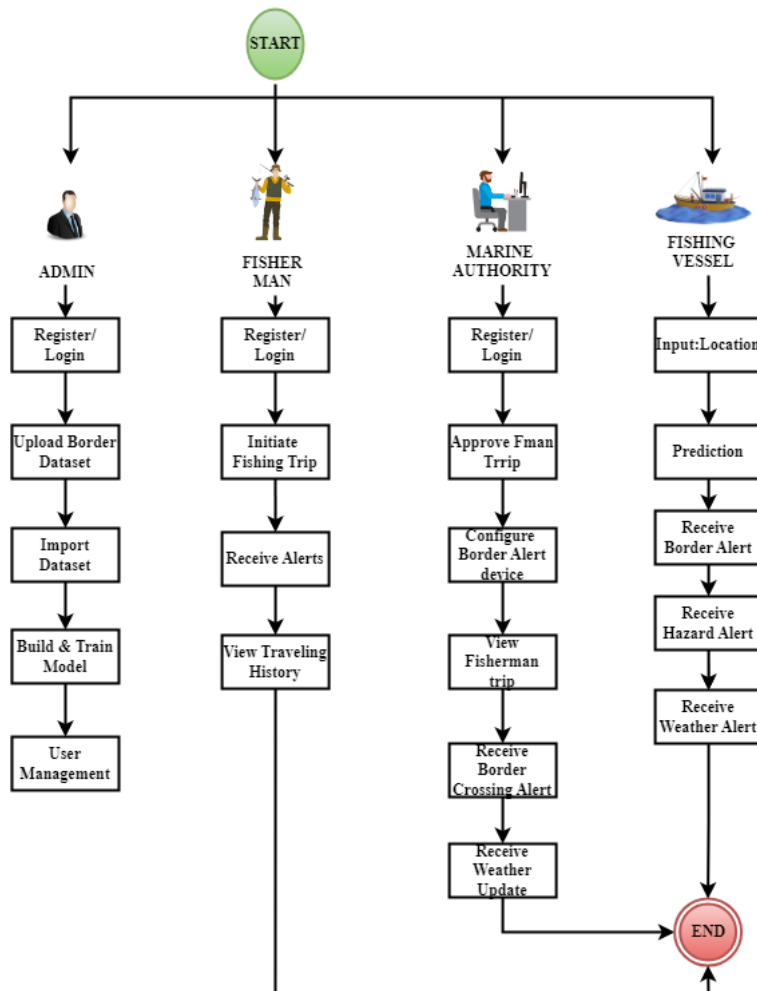 START
ADMIN
FISHER
MAN
MARINE
AUTHORITY
FISHING
VESSEL
Register/
Login
Upload Border
Dataset
Import
Dataset
Build & Train
Model
User
Management
Register/
Login
Initiate
Fishing Trip
Receive Alerts
View Traveling
History
Register/
Login
Approve Fman
Trrip
Configure
Border Alert
device
View
Fisherman
trip
Receive
Border
Crossing Alert
Receive
Weather
Update
Input:Location
Prediction
Receive
Border Alert
Receive
Hazard Alert
Receive
Weather Alert
END